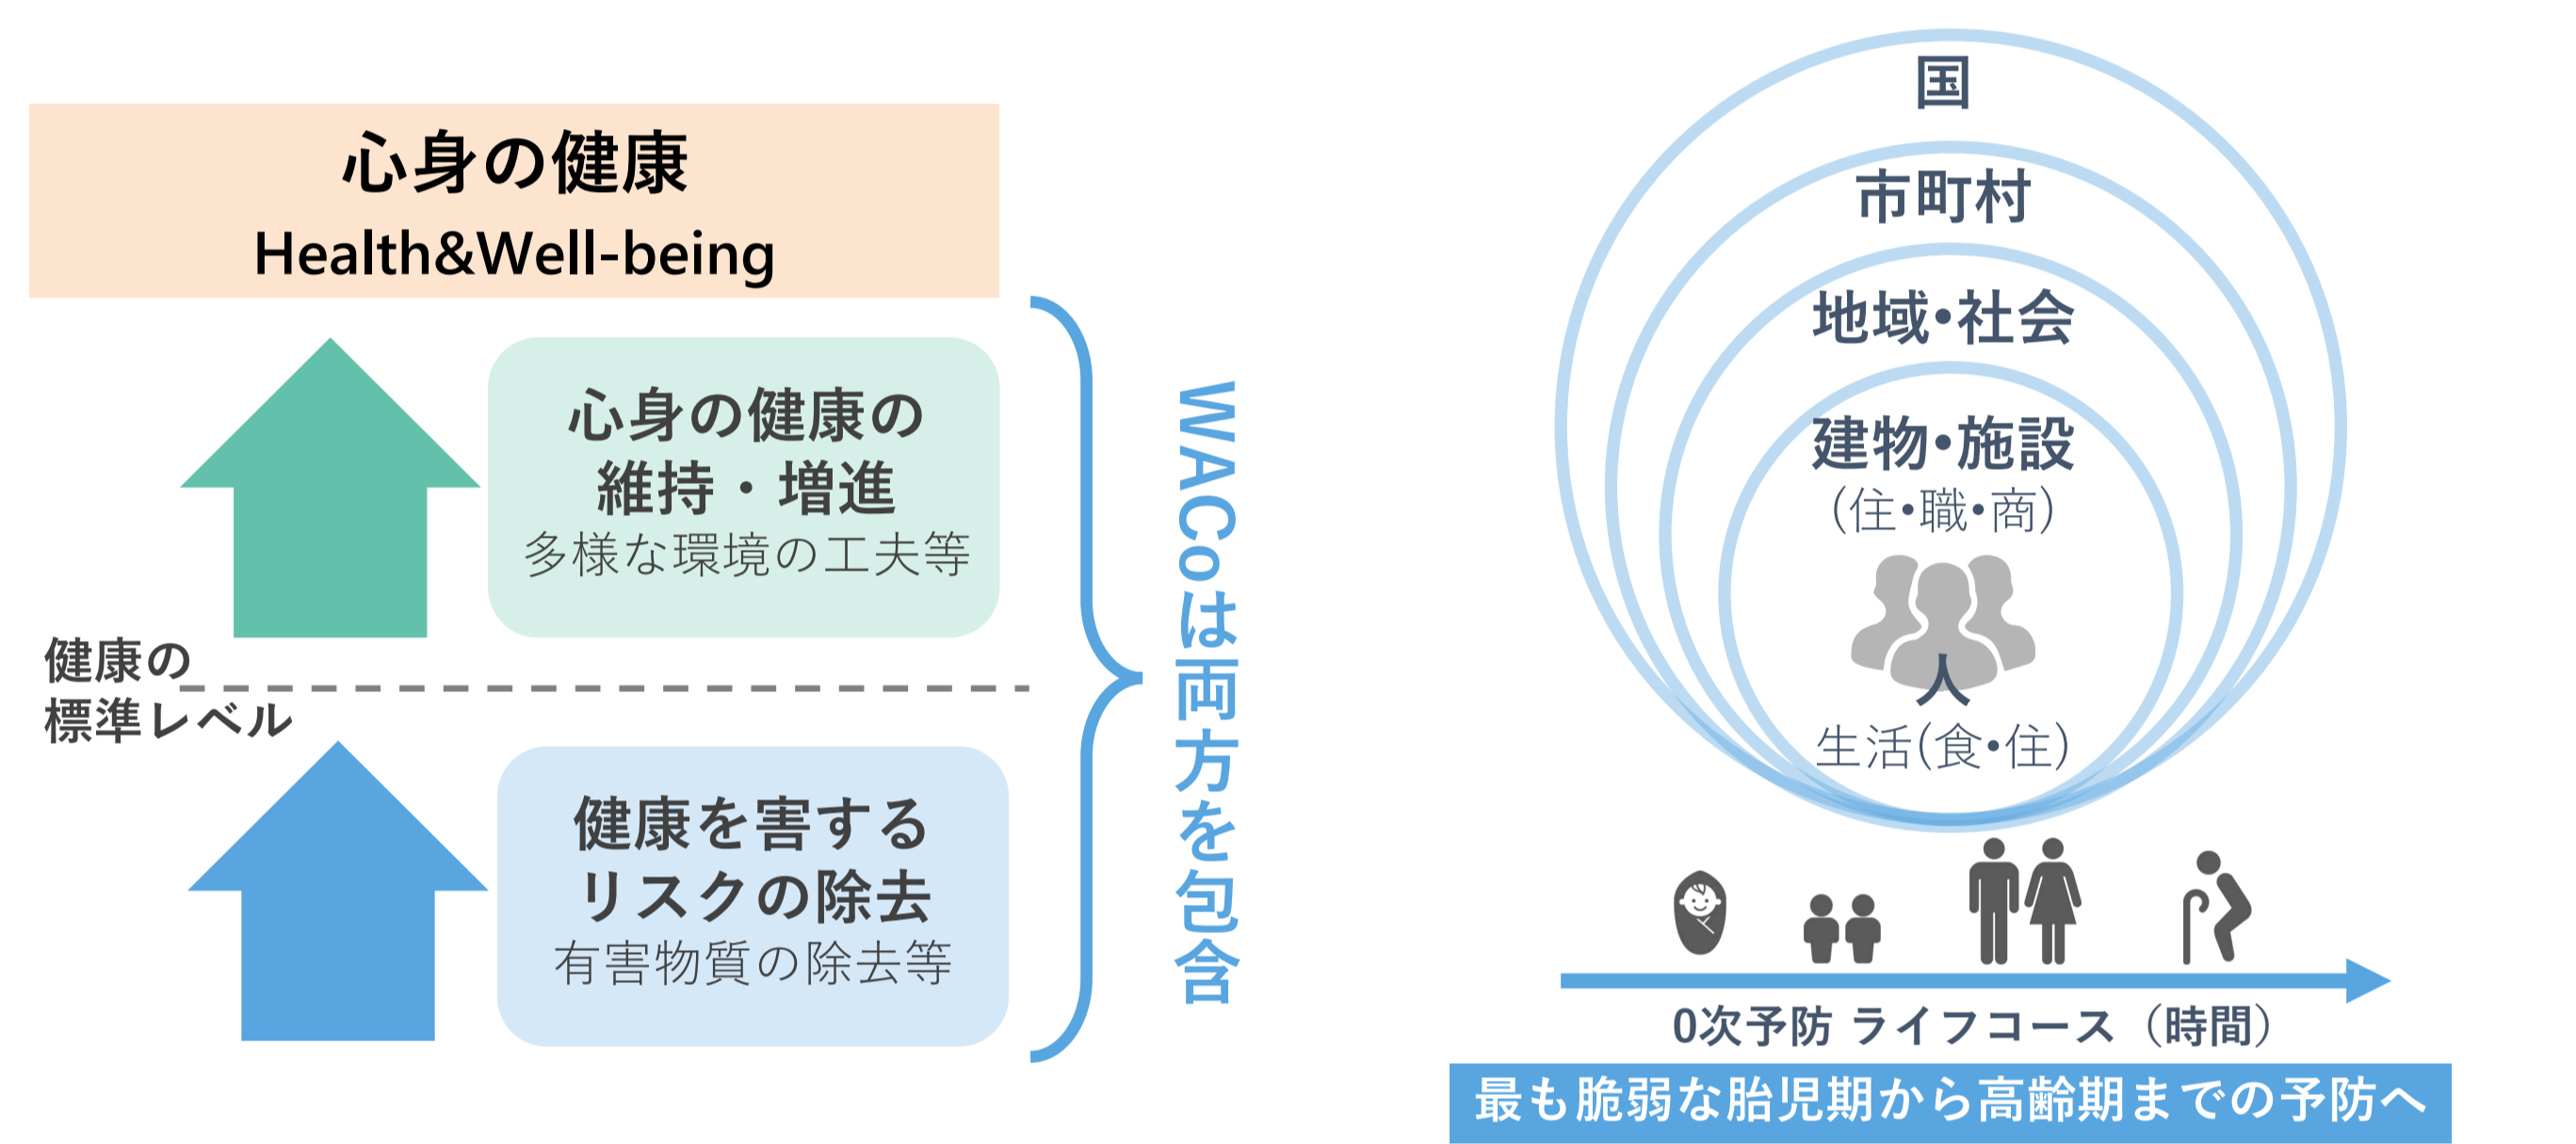 心身の健康
Health&Well-being
心身の健康の
維持・増進
多様な環境の工夫等
健康の
標準レベル
健康を害する
リスクの除去
有害物質の除去等
WACoは両方を包含
国
市町村
地域・社会
建物・施設
(住・職・商)
人
生活(食・住)
0次予防 ライフコース（時間）
最も脆弱な胎児期から高齢期までの予防へ